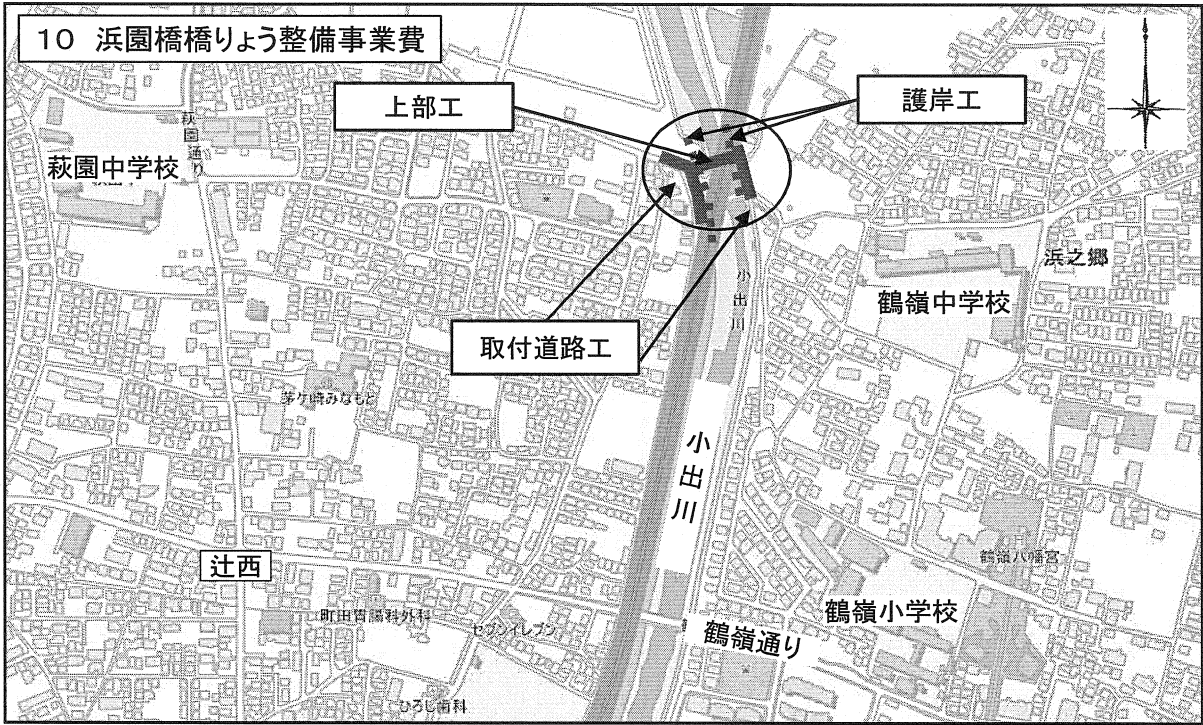 10 浜園橋橋りょう整備事業費
上部工
護岸工
萩園通り
萩園中学校
浜之郷
小出川
鶴嶺中学校
取付道路工
茅ケ崎みなもと
小出川
辻西
鶴嶺八幡宮
町田胃腸科外科
セブンイレブン
鶴嶺小学校
鶴嶺通り
ひろし歯科